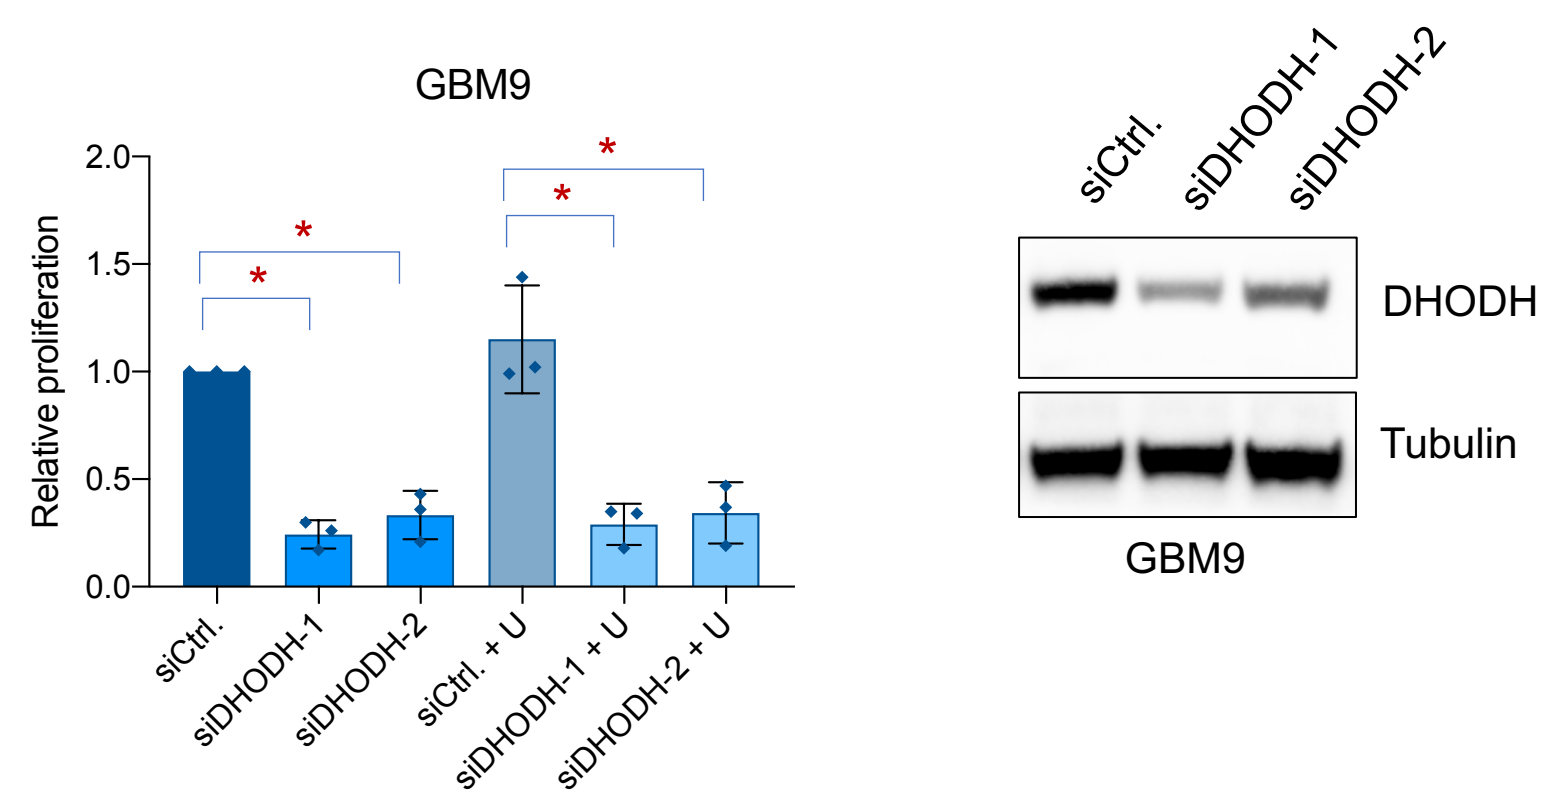 GBM9
Relative proliferation
2.0
*
*
1.5
*
*
1.0
0.5
0.0
siCtrl.
siDHODH-1
siDHODH-2
siCtrl. + U
siDHODH-1 + U
siDHODH-2 + U
siCtrl.
siDHODH-1
siDHODH-2
DHODH
Tubulin
GBM9